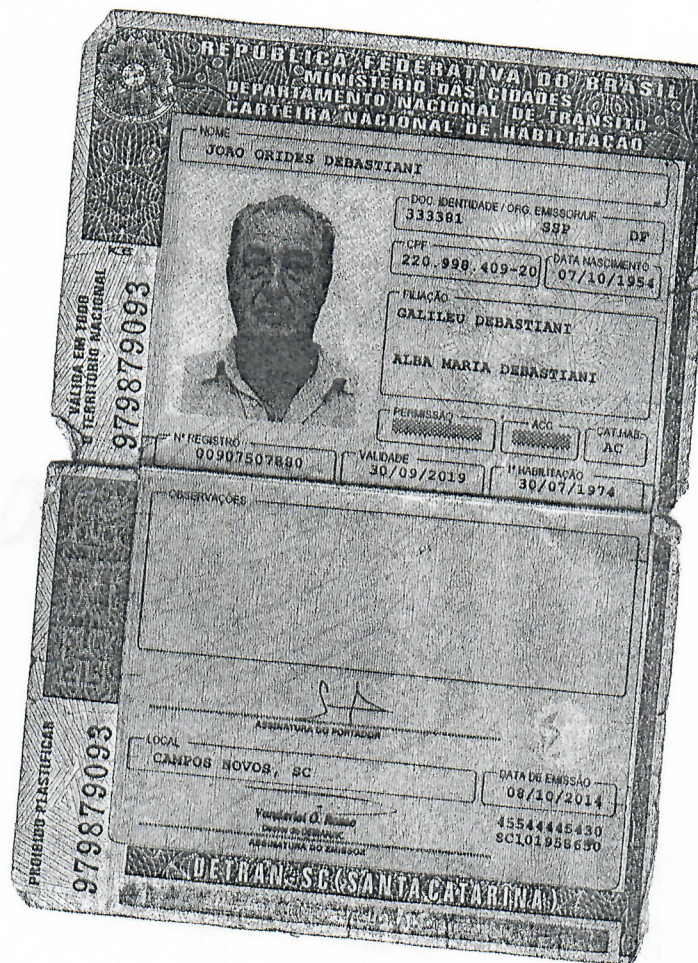 REPÚBLICA FEDERATIVA DO BRASIL
MINISTÉRIO DAS CIDADES
DEPARTAMENTO NACIONAL DE TRÂNSITO
CARTEIRA NACIONAL DE HABILITAÇÃO
NOME
JOAO ORIDES DEBASTIANI
DOC. IDENTIDADE / ORG. EMISSOR/UF
333381 SSP DF
CPF
220.998.409-20
DATA NASCIMENTO
07/10/1954
FILIAÇÃO
GALILEU DEBASTIANI
ALBA MARIA DEBASTIANI
PERMISSÃO
ACC
CAT.HAB.
AC
Nº REGISTRO
00907507880
VALIDADE
30/09/2019
1ª HABILITAÇÃO
30/07/1974
VÁLIDA EM TODO
O TERRITÓRIO NACIONAL
979879093
OBSERVAÇÕES
ASSINATURA DO PORTADOR
LOCAL
CAMPOS NOVOS, SC
DATA DE EMISSÃO
08/10/2014
Vanderlei O.
ASSINATURA DO EMISSOR
45544445430
SC101958630
PROIBIDO PLASTIFICAR
979879093
DETRAN-SC (SANTA CATARINA)